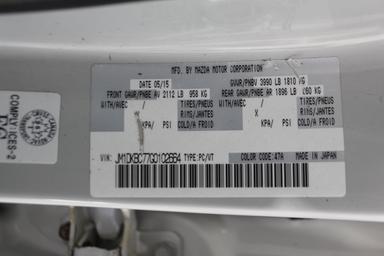 MFD. BY MAZDA MOTOR CORPORATION
DATE 05/15 GVWR/PNBV 3990 LB 1810 KG
FRONT GAWR/PNBE AV 2112 LB 958 KG REAR GAWR/PNBE AR 1896 LB 860 KG
WITH/AVEC TIRES/PNEUS WITH/AVEC TIRES/PNEUS
RIMS/JANTES X RIMS/JANTES
KPA/ PSI COLD/A FROID KPA/ PSI COLD/A FROID
VIN: TYPE:PC/VT COLOR CODE:47A MADE IN JAPAN
COMPLY:ICES-2